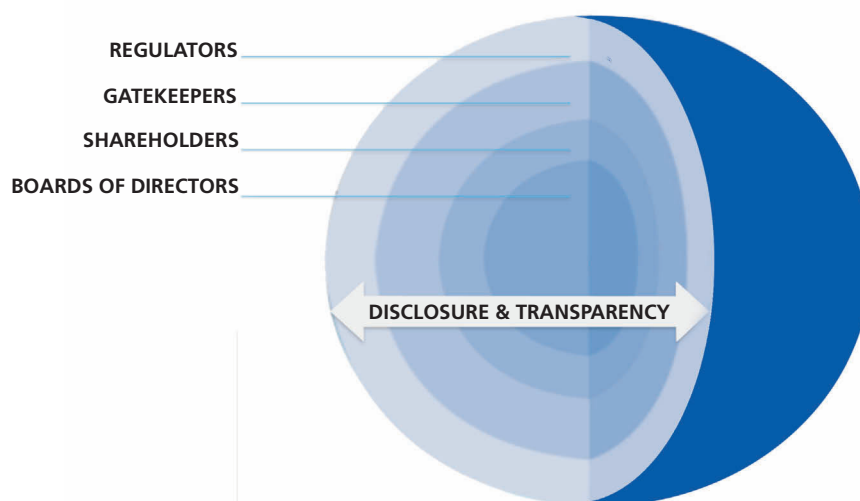 REGULATORS
GATEKEEPERS
SHAREHOLDERS
BOARDS OF DIRECTORS
DISCLOSURE & TRANSPARENCY